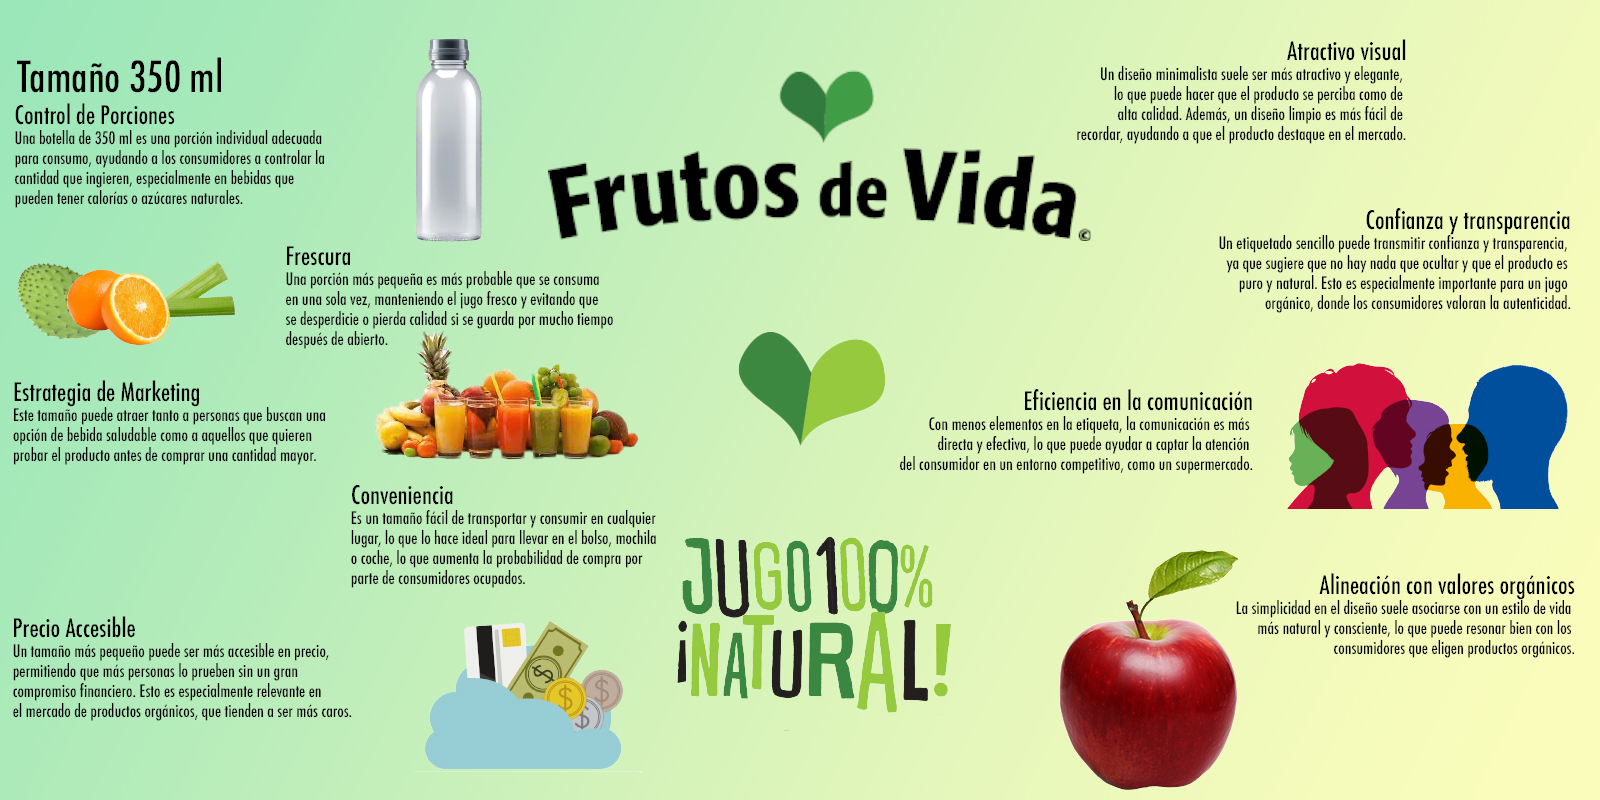 Tamaño 350 ml
Control de Porciones
Una botella de 350 ml es una porción individual adecuada
para consumo, ayudando a los consumidores a controlar la
cantidad que ingieren, especialmente en bebidas que
pueden tener calorías o azúcares naturales.
Frescura
Una porción más pequeña es más probable que se consuma
en una sola vez, manteniendo el jugo fresco y evitando que
se desperdicie o pierda calidad si se guarda por mucho tiempo
después de abierto.
Estrategia de Marketing
Este tamaño puede atraer tanto a personas que buscan una
opción de bebida saludable como a aquellos que quieren
probar el producto antes de comprar una cantidad mayor.
Conveniencia
Es un tamaño fácil de transportar y consumir en cualquier
lugar, lo que lo hace ideal para llevar en el bolso, mochila
o coche, lo que aumenta la probabilidad de compra por
parte de consumidores ocupados.
Precio Accesible
Un tamaño más pequeño puede ser más accesible en precio,
permitiendo que más personas lo prueben sin un gran
compromiso financiero. Esto es especialmente relevante en
el mercado de productos orgánicos, que tienden a ser más caros.
Frutos de Vida ©
JUGO 100%
¡NATURAL!
Atractivo visual
Un diseño minimalista suele ser más atractivo y elegante,
lo que puede hacer que el producto se perciba como de
alta calidad. Además, un diseño limpio es más fácil de
recordar, ayudando a que el producto destaque en el mercado.
Confianza y transparencia
Un etiquetado sencillo puede transmitir confianza y transparencia,
ya que sugiere que no hay nada que ocultar y que el producto es
puro y natural. Esto es especialmente importante para un jugo
orgánico, donde los consumidores valoran la autenticidad.
Eficiencia en la comunicación
Con menos elementos en la etiqueta, la comunicación es más
directa y efectiva, lo que puede ayudar a captar la atención
del consumidor en un entorno competitivo, como un supermercado.
Alineación con valores orgánicos
La simplicidad en el diseño suele asociarse con un estilo de vida
más natural y consciente, lo que puede resonar bien con los
consumidores que eligen productos orgánicos.